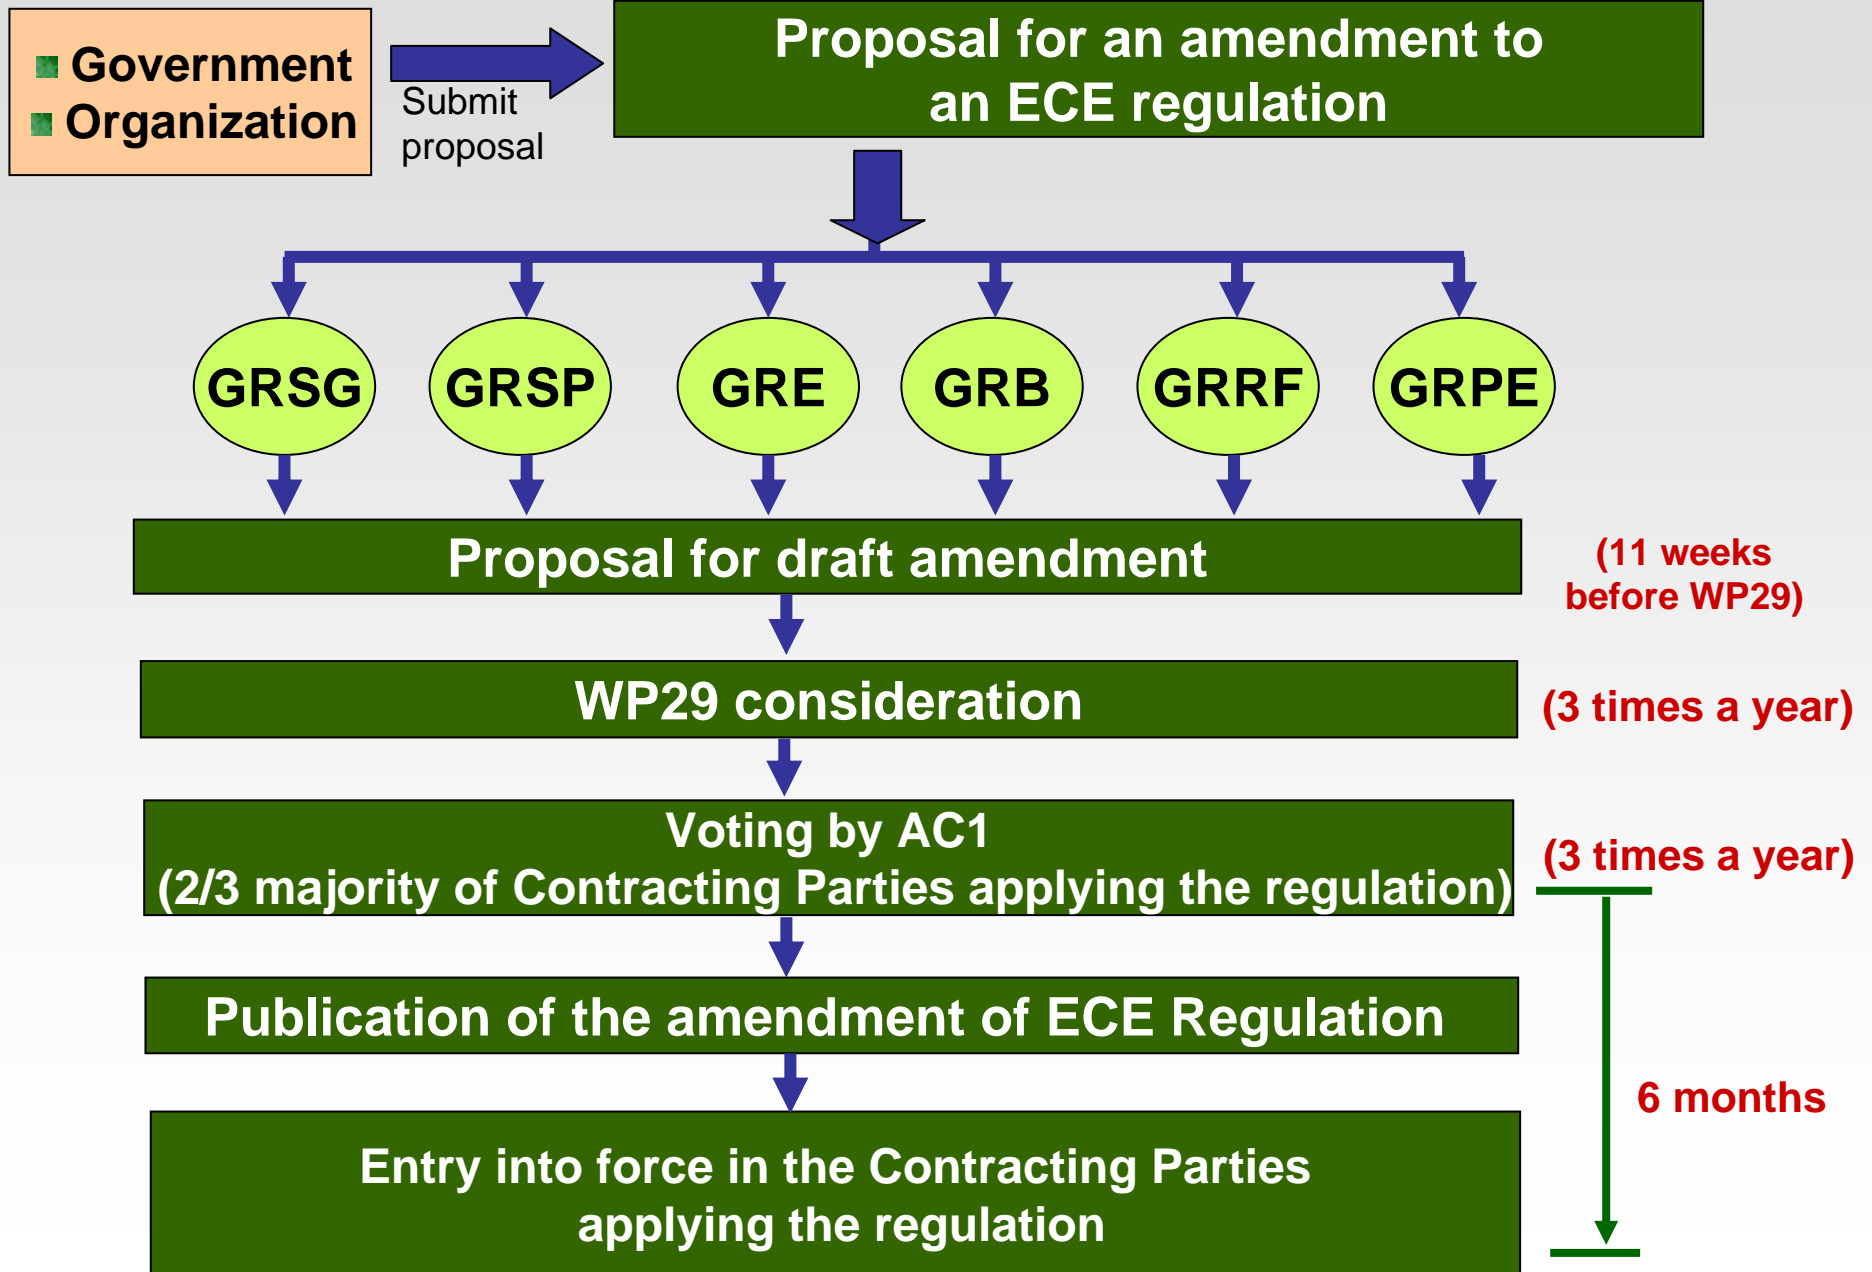 Government
Organization
Submit
proposal
Proposal for an amendment to
an ECE regulation
GRSG
GRSP
GRE
GRB
GRRF
GRPE
Proposal for draft amendment
(11 weeks
before WP29)
WP29 consideration
(3 times a year)
Voting by AC1
(2/3 majority of Contracting Parties applying the regulation)
(3 times a year)
Publication of the amendment of ECE Regulation
6 months
Entry into force in the Contracting Parties
applying the regulation